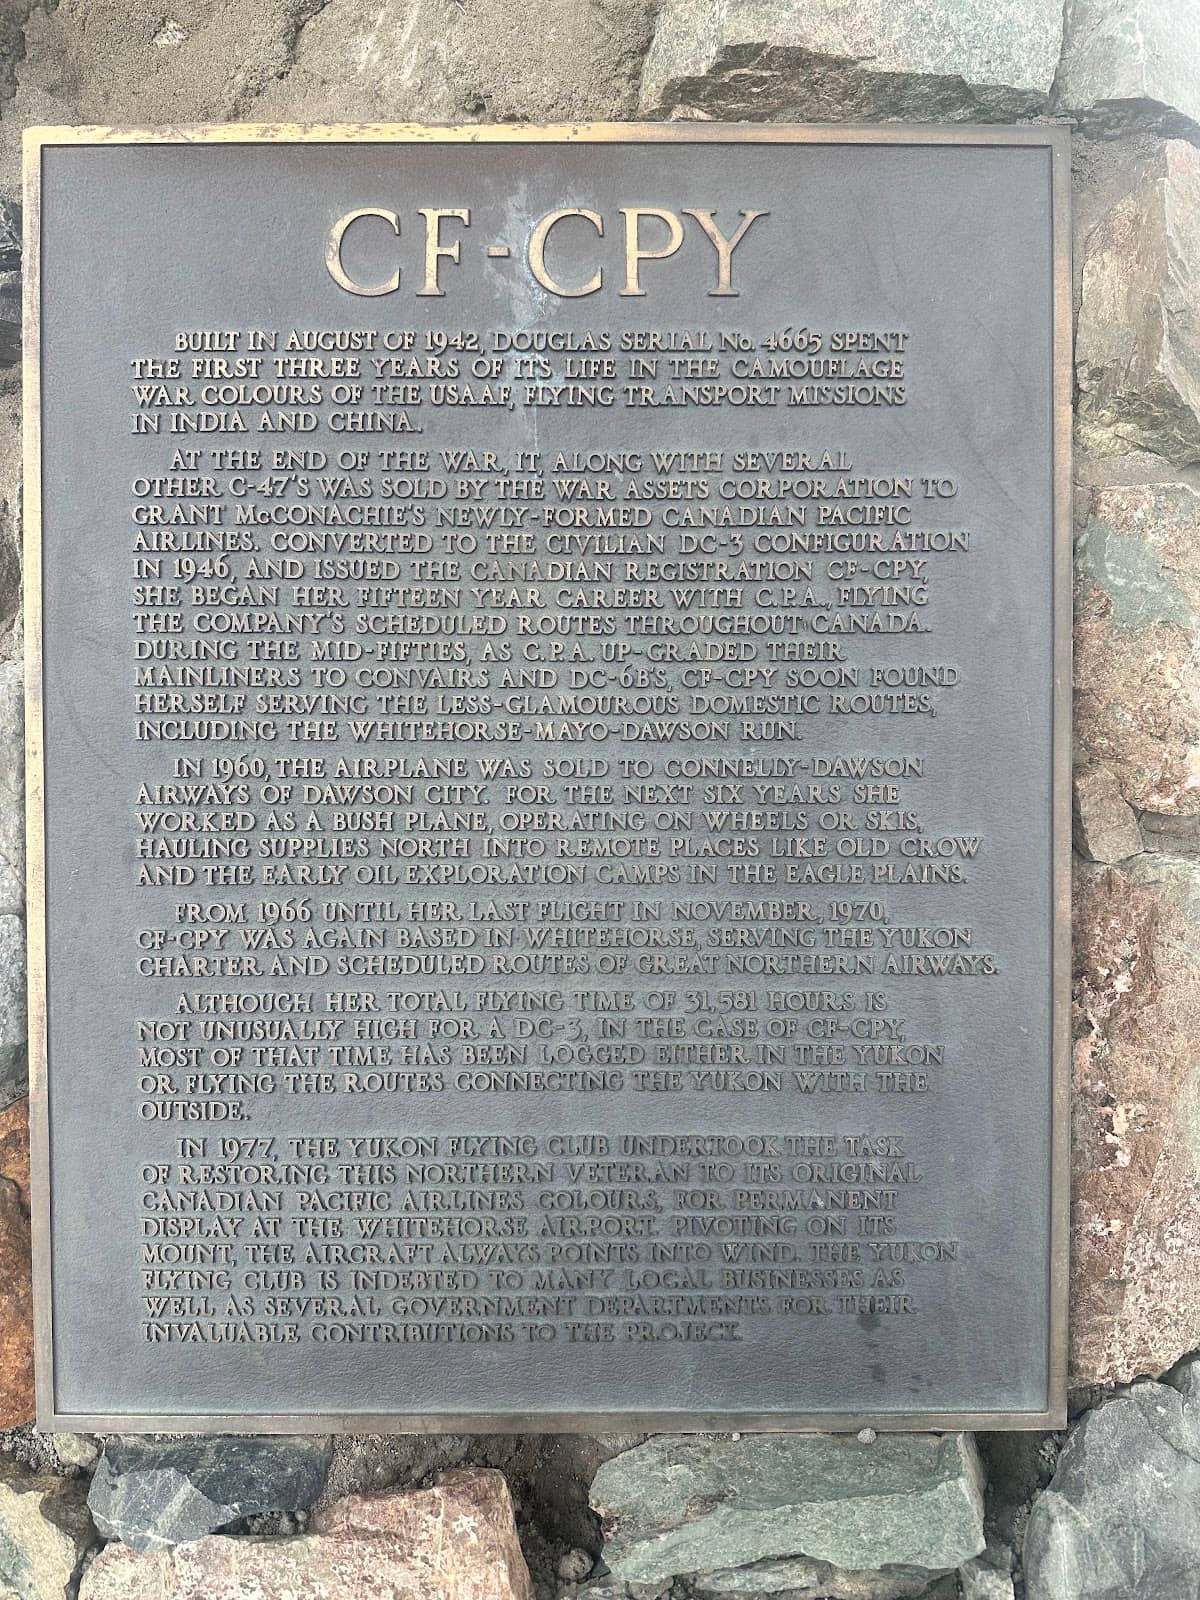 CF-CPY
BUILT IN AUGUST OF 1942, DOUGLAS SERIAL No. 4665 SPENT
THE FIRST THREE YEARS OF ITS LIFE IN THE CAMOUFLAGE
WAR COLOURS OF THE USAAF, FLYING TRANSPORT MISSIONS
IN INDIA AND CHINA.
AT THE END OF THE WAR, IT, ALONG WITH SEVERAL
OTHER C-47'S WAS SOLD BY THE WAR ASSETS CORPORATION TO
GRANT McCONACHIE'S NEWLY-FORMED CANADIAN PACIFIC
AIRLINES. CONVERTED TO THE CIVILIAN DC-3 CONFIGURATION
IN 1946, AND ISSUED THE CANADIAN REGISTRATION CF-CPY,
SHE BEGAN HER FIFTEEN YEAR CAREER WITH C.P.A., FLYING
THE COMPANY'S SCHEDULED ROUTES THROUGHOUT CANADA.
DURING THE MID-FIFTIES, AS C.P.A. UP-GRADED THEIR
MAINLINERS TO CONVAIRS AND DC-6B'S, CF-CPY SOON FOUND
HERSELF SERVING THE LESS-GLAMOUROUS DOMESTIC ROUTES,
INCLUDING THE WHITEHORSE-MAYO-DAWSON RUN.
IN 1960, THE AIRPLANE WAS SOLD TO CONNELLY-DAWSON
AIRWAYS OF DAWSON CITY. FOR THE NEXT SIX YEARS SHE
WORKED AS A BUSH PLANE, OPERATING ON WHEELS OR SKIS,
HAULING SUPPLIES NORTH INTO REMOTE PLACES LIKE OLD CROW
AND THE EARLY OIL EXPLORATION CAMPS IN THE EAGLE PLAINS.
FROM 1966 UNTIL HER LAST FLIGHT IN NOVEMBER, 1970,
CF-CPY WAS AGAIN BASED IN WHITEHORSE, SERVING THE YUKON
CHARTER AND SCHEDULED ROUTES OF GREAT NORTHERN AIRWAYS.
ALTHOUGH HER TOTAL FLYING TIME OF 31,581 HOURS IS
NOT UNUSUALLY HIGH FOR A DC-3, IN THE CASE OF CF-CPY,
MOST OF THAT TIME HAS BEEN LOGGED EITHER IN THE YUKON
OR FLYING THE ROUTES CONNECTING THE YUKON WITH THE
OUTSIDE.
IN 1977, THE YUKON FLYING CLUB UNDERTOOK THE TASK
OF RESTORING THIS NORTHERN VETERAN TO ITS ORIGINAL
CANADIAN PACIFIC AIRLINES COLOURS, FOR PERMANENT
DISPLAY AT THE WHITEHORSE AIRPORT. PIVOTING ON ITS
MOUNT, THE AIRCRAFT ALWAYS POINTS INTO WIND. THE YUKON
FLYING CLUB IS INDEBTED TO MANY LOCAL BUSINESSES AS
WELL AS SEVERAL GOVERNMENT DEPARTMENTS FOR THEIR
INVALUABLE CONTRIBUTIONS TO THE PROJECT.